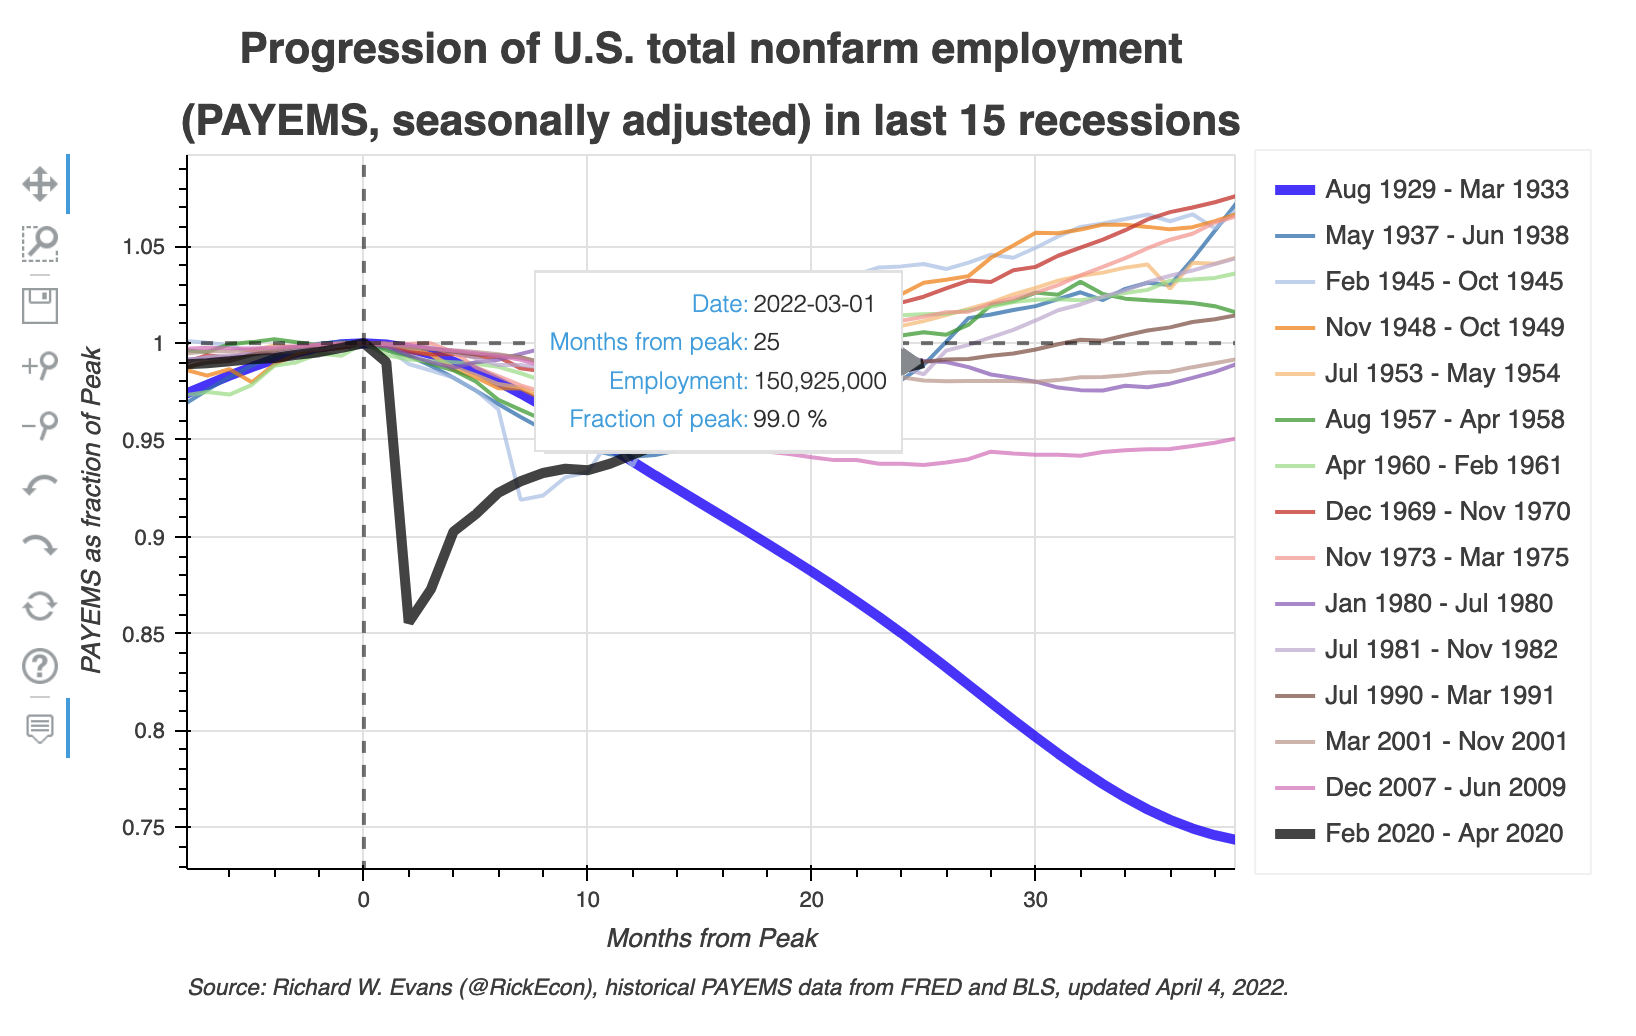 Progression of U.S. total nonfarm employment
(PAYEMS, seasonally adjusted) in last 15 recessions
PAYEMS as fraction of Peak
1.05
1
0.95
0.9
0.85
0.8
0.75
Date: 2022-03-01
Months from peak: 25
Employment: 150,925,000
Fraction of peak: 99.0 %
0
10
20
30
Months from Peak
Aug 1929 - Mar 1933
May 1937 - Jun 1938
Feb 1945 - Oct 1945
Nov 1948 - Oct 1949
Jul 1953 - May 1954
Aug 1957 - Apr 1958
Apr 1960 - Feb 1961
Dec 1969 - Nov 1970
Nov 1973 - Mar 1975
Jan 1980 - Jul 1980
Jul 1981 - Nov 1982
Jul 1990 - Mar 1991
Mar 2001 - Nov 2001
Dec 2007 - Jun 2009
Feb 2020 - Apr 2020
Source: Richard W. Evans (@RickEcon), historical PAYEMS data from FRED and BLS, updated April 4, 2022.